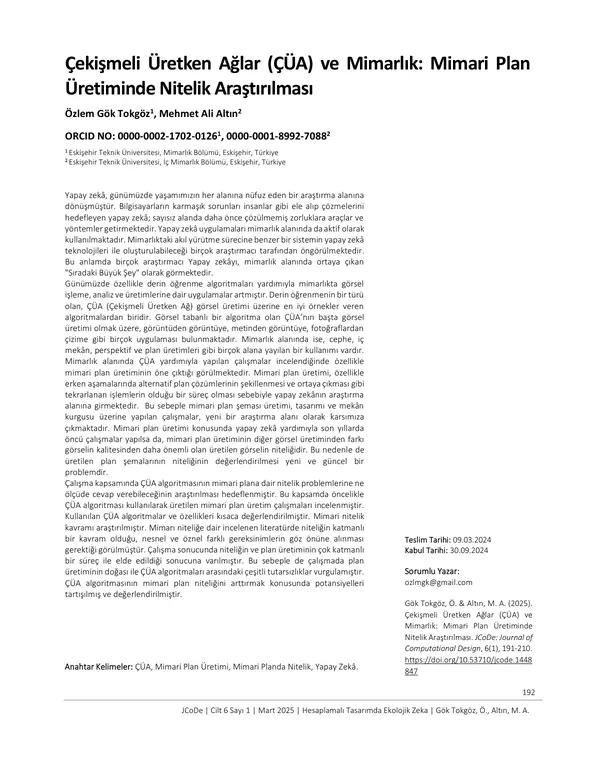 Çekişmeli Üretken Ağlar (ÇÜA) ve Mimarlık: Mimari Plan
Üretiminde Nitelik Araştırılması
Özlem Gök Tokgöz¹, Mehmet Ali Altın²
ORCID NO: 0000-0002-1702-0126¹, 0000-0001-8992-7088²
¹ Eskişehir Teknik Üniversitesi, Mimarlık Bölümü, Eskişehir, Türkiye
² Eskişehir Teknik Üniversitesi, İç Mimarlık Bölümü, Eskişehir, Türkiye
Yapay zekâ, günümüzde yaşamımızın her alanına nüfuz eden bir araştırma alanına
dönüşmüştür. Bilgisayarların karmaşık sorunları insanlar gibi ele alıp çözmelerini
hedefleyen yapay zekâ; sayısız alanda daha önce çözülmemiş zorluklara araçlar ve
yöntemler getirmektedir. Yapay zekâ uygulamaları mimarlık alanında da aktif olarak
kullanılmaktadır. Mimarlıktaki akıl yürütme sürecine benzer bir sistemin yapay zekâ
teknolojileri ile oluşturulabileceği birçok araştırmacı tarafından öngörülmektedir.
Bu anlamda birçok araştırmacı Yapay zekâyı, mimarlık alanında ortaya çıkan
"Sıradaki Büyük Şey" olarak görmektedir.
Günümüzde özellikle derin öğrenme algoritmaları yardımıyla mimarlıkta görsel
işleme, analiz ve üretimlerine dair uygulamalar artmıştır. Derin öğrenmenin bir türü
olan, ÇÜA (Çekişmeli Üretken Ağ) görsel üretimi üzerine en iyi örnekler veren
algoritmalardan biridir. Görsel tabanlı bir algoritma olan ÇÜA'nın başta görsel
üretimi olmak üzere, görüntüden görüntüye, metinden görüntüye, fotoğraflardan
çizime gibi birçok uygulaması bulunmaktadır. Mimarlık alanında ise, cephe, iç
mekân, perspektif ve plan üretimleri gibi birçok alana yayılan bir kullanımı vardır.
Mimarlık alanında ÇÜA yardımıyla yapılan çalışmalar incelendiğinde özellikle
mimari plan üretiminin öne çıktığı görülmektedir. Mimari plan üretimi, özellikle
erken aşamalarında alternatif plan çözümlerinin şekillenmesi ve ortaya çıkması gibi
tekrarlanan işlemlerin olduğu bir süreç olması sebebiyle yapay zekânın araştırma
alanına girmektedir.  Bu sebeple mimari plan şeması üretimi, tasarımı ve mekân
kurgusu üzerine yapılan çalışmalar, yeni bir araştırma alanı olarak karşımıza
çıkmaktadır. Mimari plan üretimi konusunda yapay zekâ yardımıyla son yıllarda
öncü çalışmalar yapılsa da, mimari plan üretiminin diğer görsel üretiminden farkı
görselin kalitesinden daha önemli olan üretilen görselin niteliğidir. Bu nedenle de
üretilen plan şemalarının niteliğinin değerlendirilmesi yeni ve güncel bir
problemdir.
Çalışma kapsamında ÇÜA algoritmasının mimari plana dair nitelik problemlerine ne
ölçüde cevap verebileceğinin araştırılması hedeflenmiştir. Bu kapsamda öncelikle
ÇÜA algoritması kullanılarak üretilen mimari plan üretim çalışmaları incelenmiştir.
Kullanılan ÇÜA algoritmalar ve özellikleri kısaca değerlendirilmiştir. Mimari nitelik
kavramı araştırılmıştır. Mimarı niteliğe dair incelenen literatürde niteliğin katmanlı
bir kavram olduğu, nesnel ve öznel farklı gereksinimlerin göz önüne alınması
gerektiği görülmüştür. Çalışma sonucunda niteliğin ve plan üretiminin çok katmanlı
bir süreç ile elde edildiği sonucuna varılmıştır. Bu sebeple de çalışmada plan
üretiminin doğası ile ÇÜA algoritmaları arasındaki çeşitli tutarsızlıklar vurgulamıştır.
ÇÜA algoritmasının mimari plan niteliğini arttırmak konusunda potansiyelleri
tartışılmış ve değerlendirilmiştir.
Anahtar Kelimeler: ÇÜA, Mimari Plan Üretimi, Mimari Planda Nitelik, Yapay Zekâ.
Teslim Tarihi: 09.03.2024
Kabul Tarihi: 30.09.2024
Sorumlu Yazar:
ozlmgk@gmail.com
Gök Tokgöz, Ö. & Altın, M. A. (2025).
Çekişmeli Üretken Ağlar (ÇÜA) ve
Mimarlık: Mimari Plan Üretiminde
Nitelik Araştırılması. JCoDe: Journal of
Computational Design, 6(1), 191-210.
https://doi.org/10.53710/jcode.1448
847
192
JCoDe | Cilt 6 Sayı 1 | Mart 2025 | Hesaplamalı Tasarımda Ekolojik Zeka | Gök Tokgöz, Ö., Altın, M. A.